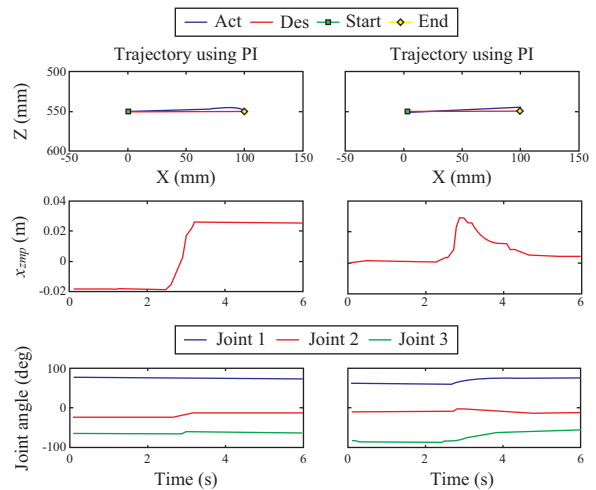 Act Des Start End
Trajectory using PI Trajectory using PI
500
550
600
Z (mm)
-50 0 50 100 150 -50 0 50 100 150
X (mm) X (mm)
0.04
0.02
0
-0.02
x_zmp (m)
0 2 4 6 0 2 4 6
Joint 1 Joint 2 Joint 3
100
0
-100
Joint angle (deg)
0 2 4 6 0 2 4 6
Time (s) Time (s)